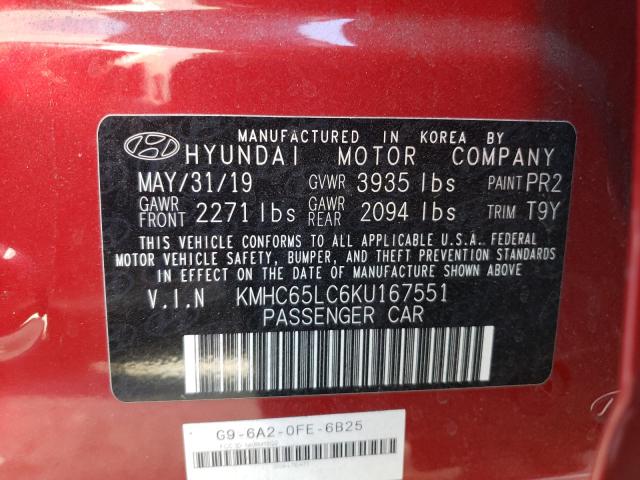 MANUFACTURED IN KOREA BY
HYUNDAI MOTOR COMPANY
MAY/31/19 GVWR 3935 lbs PAINT PR2
GAWR FRONT 2271 lbs GAWR REAR 2094 lbs TRIM T9Y
THIS VEHICLE CONFORMS TO ALL APPLICABLE U.S.A. FEDERAL
MOTOR VEHICLE SAFETY, BUMPER, AND THEFT PREVENTION STANDARDS
IN EFFECT ON THE DATE OF MANUFACTURE SHOWN ABOVE.
V.I.N KMHC65LC6KU167551
PASSENGER CAR
G9-6A2-0FE-6B25